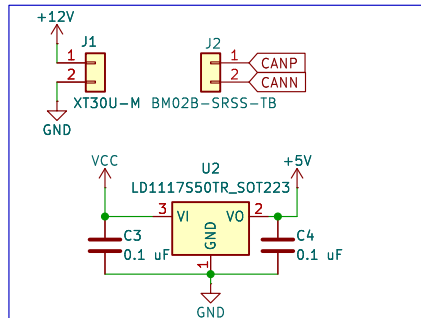 +12V
J1
1
2
XT30U-M
GND
J2
1
2
CANP
CANN
BM02B-SRSS-TB
VCC
U2
+5V
LD1117S50TR_SOT223
3
VI
VO
2
GND
1
C3
0.1 uF
C4
0.1 uF
GND